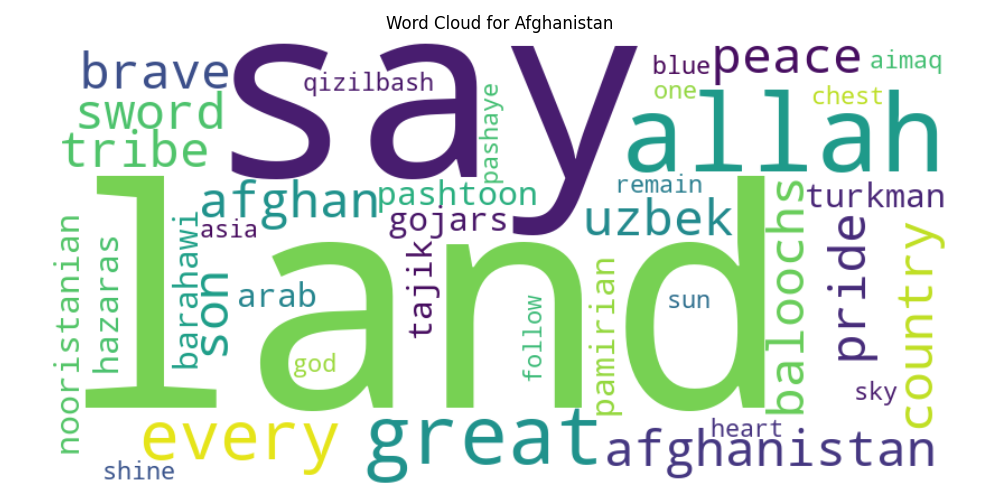 Word Cloud for Afghanistan
brave
say
qizilbash
blue
peace
aimaq
sword
pashaye
one
chest
tribe
allah
afghan
pashtoon
remain
turkman
asia
gojars
uzbek
land
nooristanian
hazaras
barahawi
son
arab
tajik
follow
pamirian
sun
baloochs
pride
country
god
sky
every
great
heart
afghanistan
shine